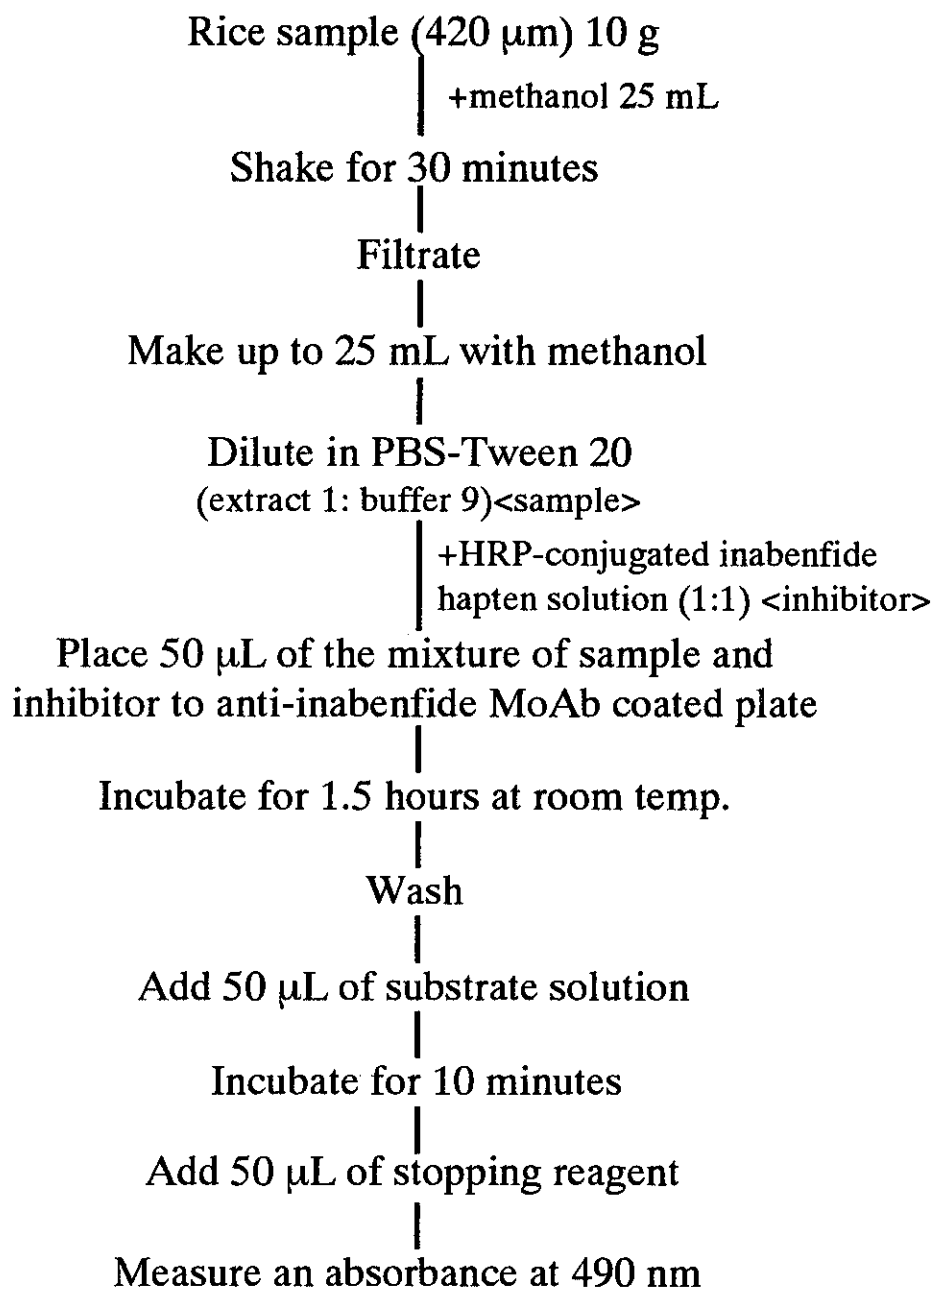 Rice sample (420 μm) 10 g
+methanol 25 mL
Shake for 30 minutes
Filtrate
Make up to 25 mL with methanol
Dilute in PBS-Tween 20
(extract 1: buffer 9)<sample>
+HRP-conjugated inabenfide
hapten solution (1:1) <inhibitor>
Place 50 μL of the mixture of sample and
inhibitor to anti-inabenfide MoAb coated plate
Incubate for 1.5 hours at room temp.
Wash
Add 50 μL of substrate solution
Incubate for 10 minutes
Add 50 μL of stopping reagent
Measure an absorbance at 490 nm